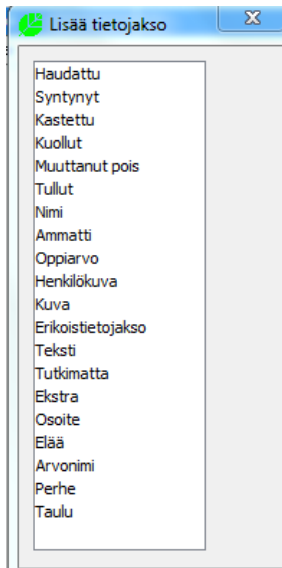 Lisää tietojakso
Haudattu
Syntynyt
Kastettu
Kuollut
Muuttanut pois
Tullut
Nimi
Ammatti
Oppiarvo
Henkilökuva
Kuva
Erikoistietojakso
Teksti
Tutkimatta
Ekstra
Osoite
Elää
Arvonimi
Perhe
Taulu